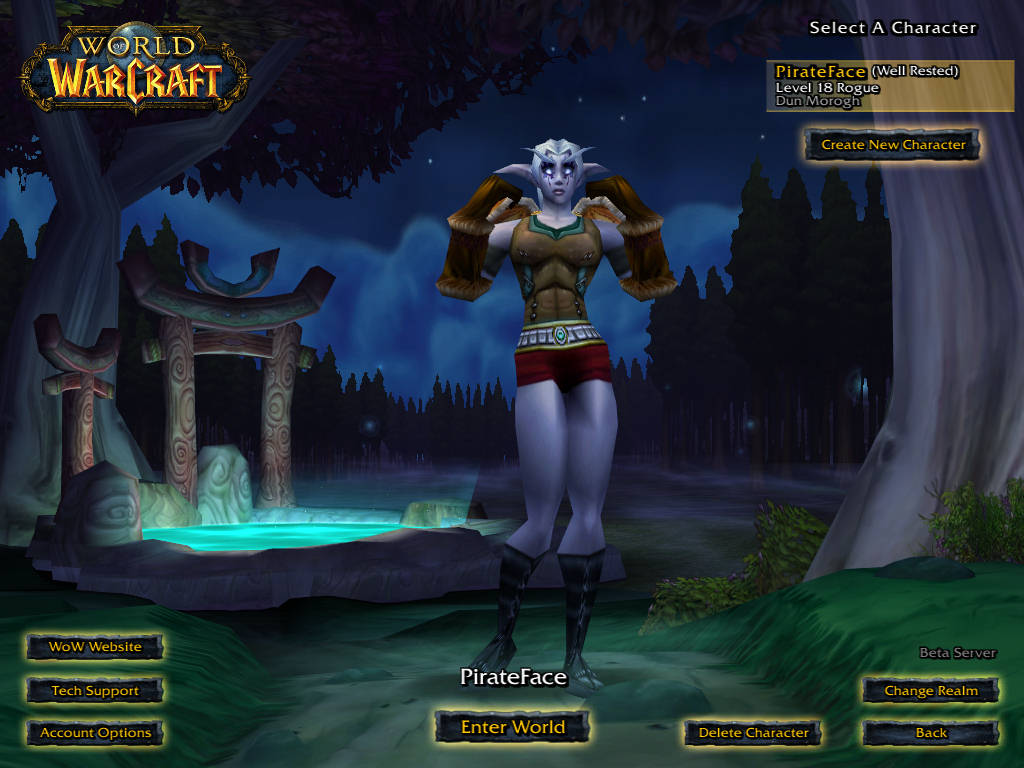 WORLD
OF
WARCRAFT
Select A Character
PirateFace (Well Rested)
Level 18 Rogue
Dun Morogh
Create New Character
WoW Website
Tech Support
Account Options
PirateFace
Enter World
Delete Character
Beta Server
Change Realm
Back